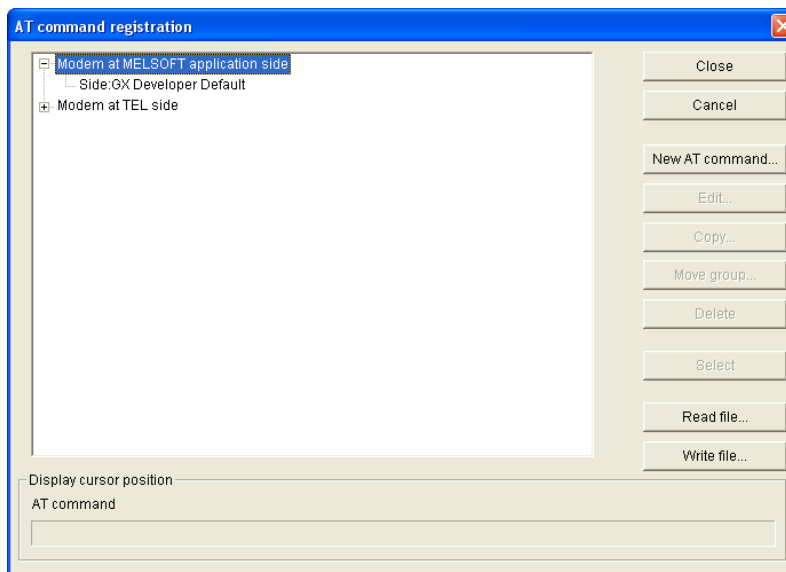 AT command registration
Modem at MELSOFT application side
Side:GX Developer Default
Modem at TEL side
Close
Cancel
New AT command...
Edit...
Copy...
Move group...
Delete
Select
Read file...
Write file...
Display cursor position
AT command